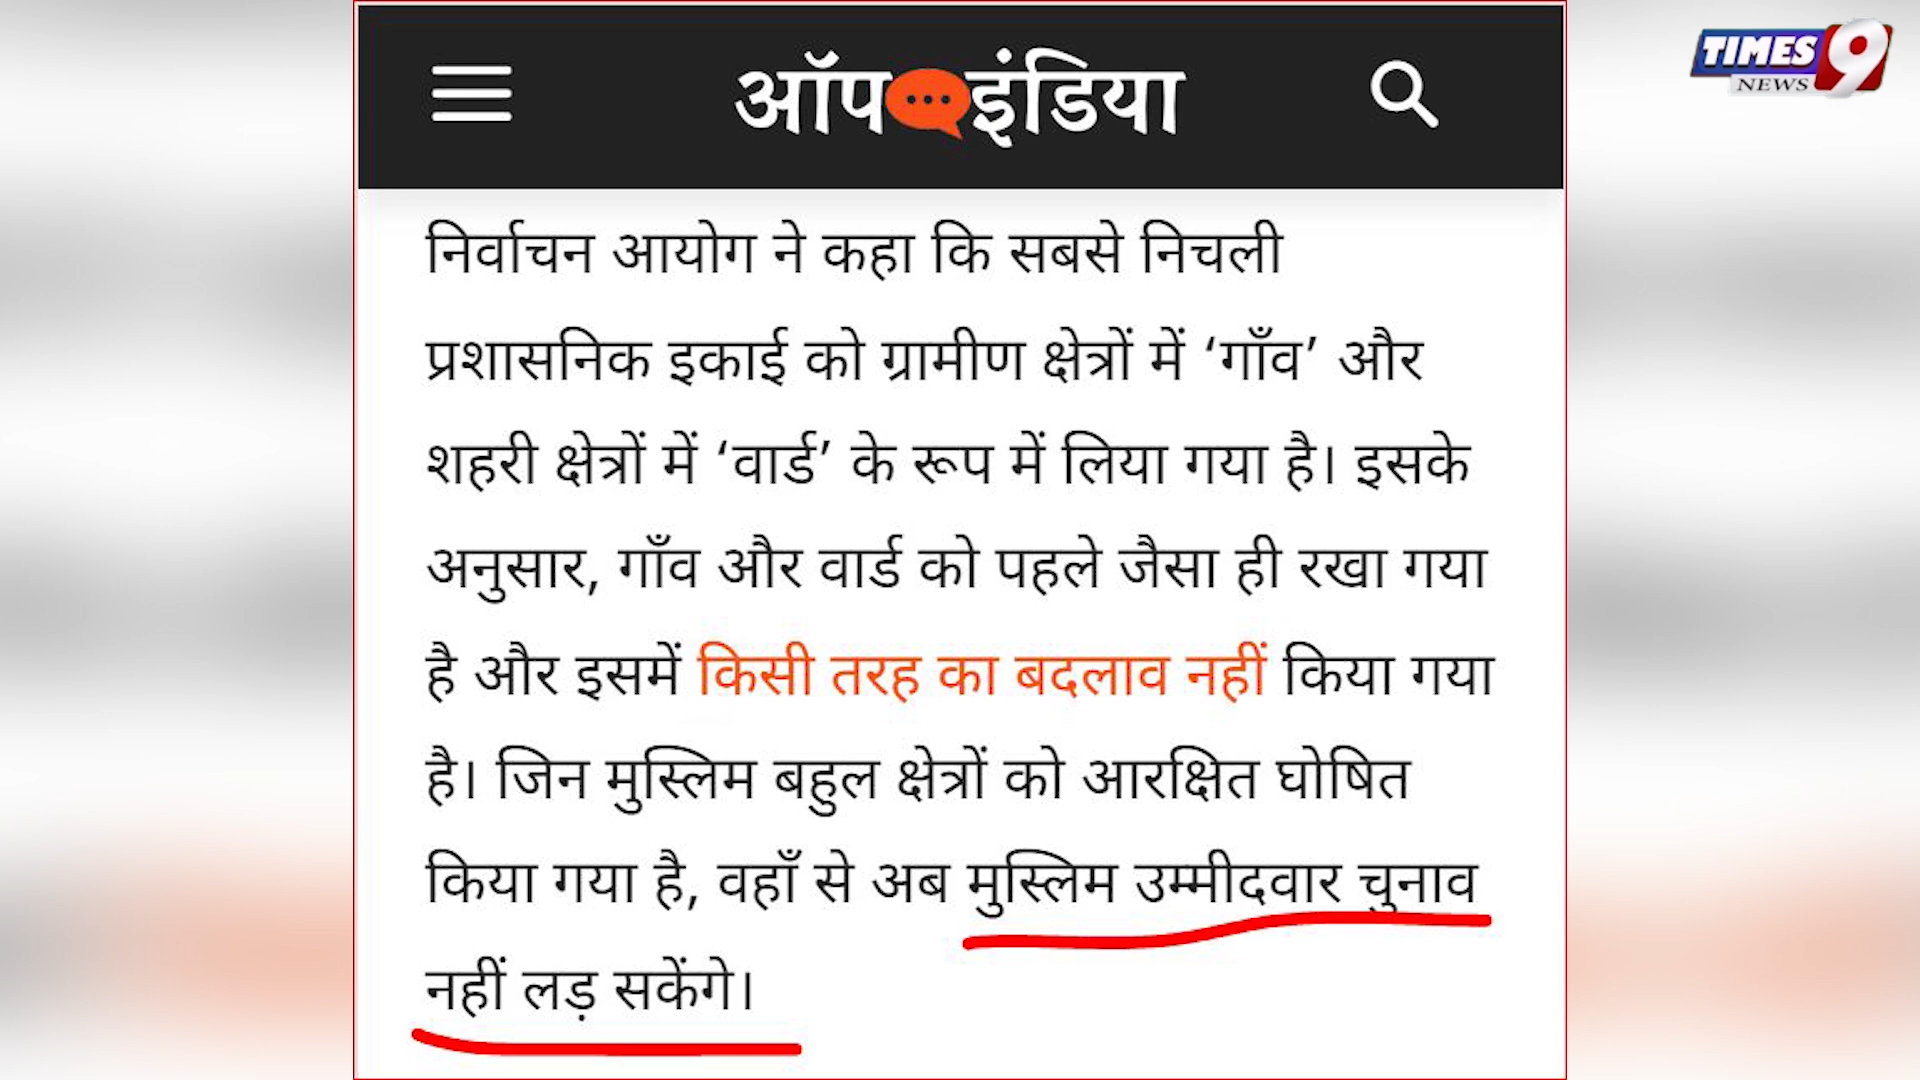 ऑपइंडिया
TIMES 9
NEWS
निर्वाचन आयोग ने कहा कि सबसे निचली
प्रशासनिक इकाई को ग्रामीण क्षेत्रों में ‘गाँव’ और
शहरी क्षेत्रों में ‘वार्ड’ के रूप में लिया गया है। इसके
अनुसार, गाँव और वार्ड को पहले जैसा ही रखा गया
है और इसमें किसी तरह का बदलाव नहीं किया गया
है। जिन मुस्लिम बहुल क्षेत्रों को आरक्षित घोषित
किया गया है, वहाँ से अब मुस्लिम उम्मीदवार चुनाव
नहीं लड़ सकेंगे।